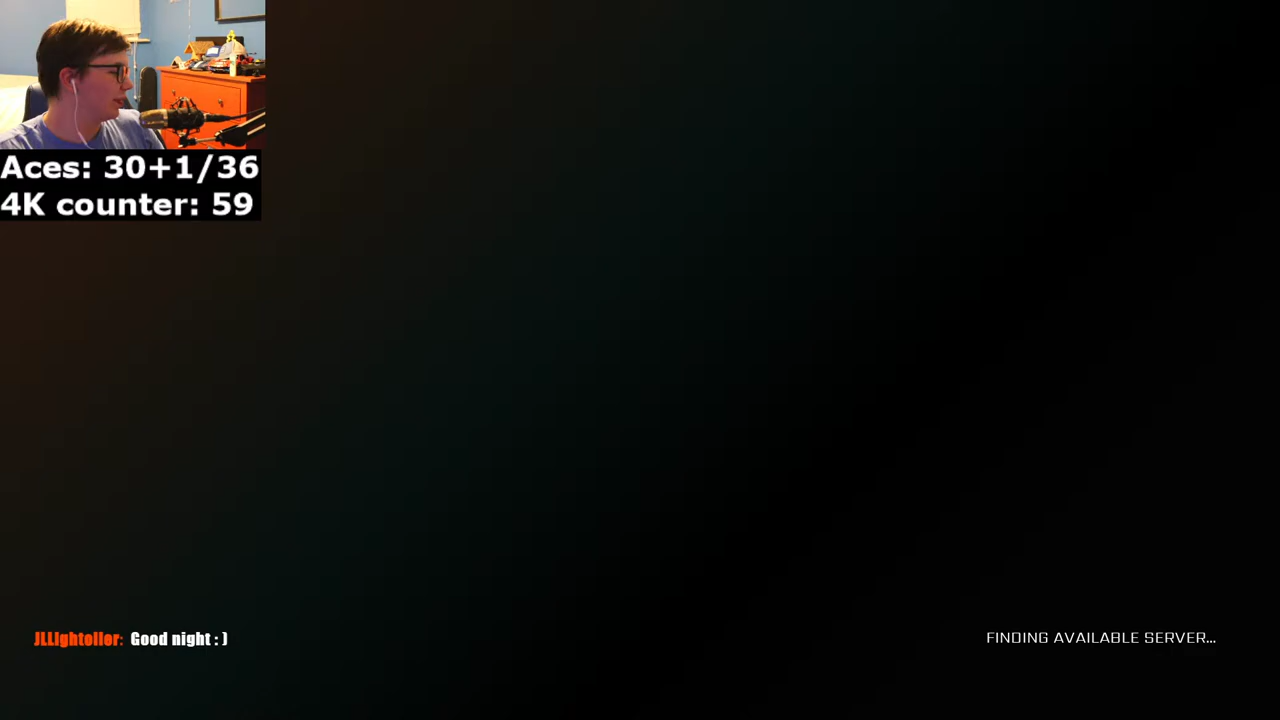 Aces: 30+1/36
4K counter: 59
JLLightoller: Good night : )
FINDING AVAILABLE SERVER...